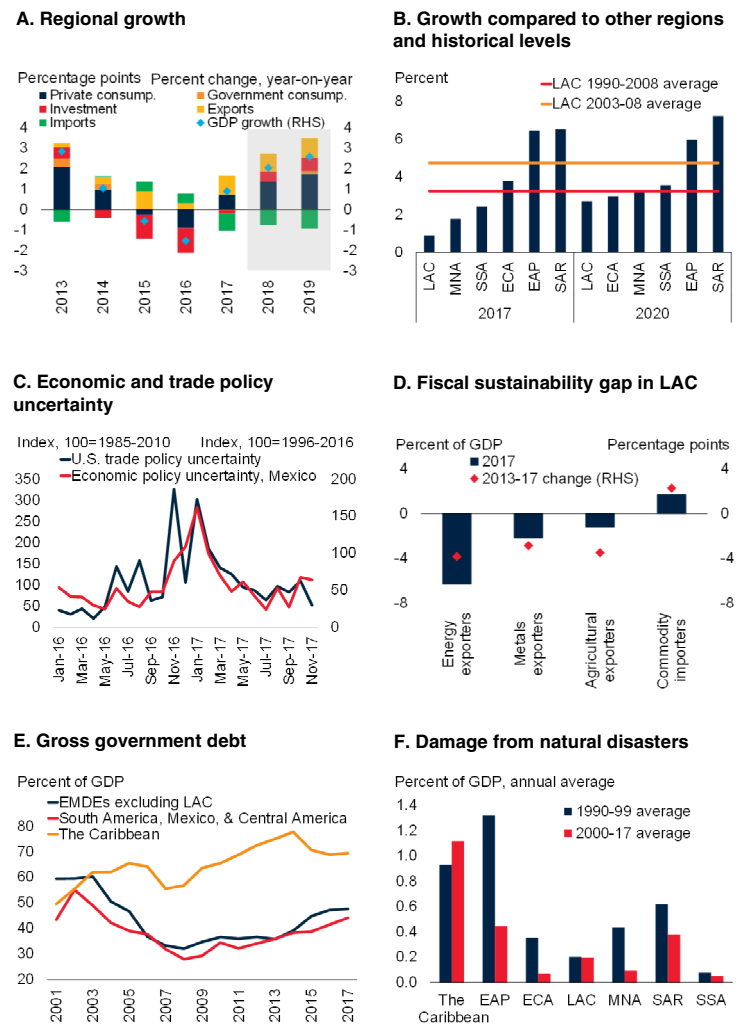 A. Regional growth
Percentage points Percent change, year-on-year
Private consump. Government consump.
Investment Exports
Imports GDP growth (RHS)
4 4
3 3
2 2
1 1
0 0
-1 -1
-2 -2
-3 -3
2013 2014 2015 2016 2017 2018 2019
B. Growth compared to other regions
and historical levels
Percent
LAC 1990-2008 average
LAC 2003-08 average
8
6
4
2
0
LAC MNA SSA ECA EAP SAR LAC ECA MNA SSA EAP SAR
2017 2020
C. Economic and trade policy
uncertainty
Index, 100=1985-2010 Index, 100=1996-2016
U.S. trade policy uncertainty
Economic policy uncertainty, Mexico
350 200
300
250 150
200
150 100
100
50 50
0 0
Jan-16 Mar-16 May-16 Jul-16 Sep-16 Nov-16 Jan-17 Mar-17 May-17 Jul-17 Sep-17 Nov-17
D. Fiscal sustainability gap in LAC
Percent of GDP Percentage points
2017
2013-17 change (RHS)
4 4
0 0
-4 -4
-8 -8
Energy
exporters
Metals
exporters
Agricultural
exporters
Commodity
importers
E. Gross government debt
Percent of GDP
EMDEs excluding LAC
South America, Mexico, & Central America
The Caribbean
80
70
60
50
40
30
20
2001 2003 2005 2007 2009 2011 2013 2015 2017
F. Damage from natural disasters
Percent of GDP, annual average
1990-99 average
2000-17 average
1.4
1.2
1.0
0.8
0.6
0.4
0.2
0.0
The EAP ECA LAC MNA SAR SSA
Caribbean